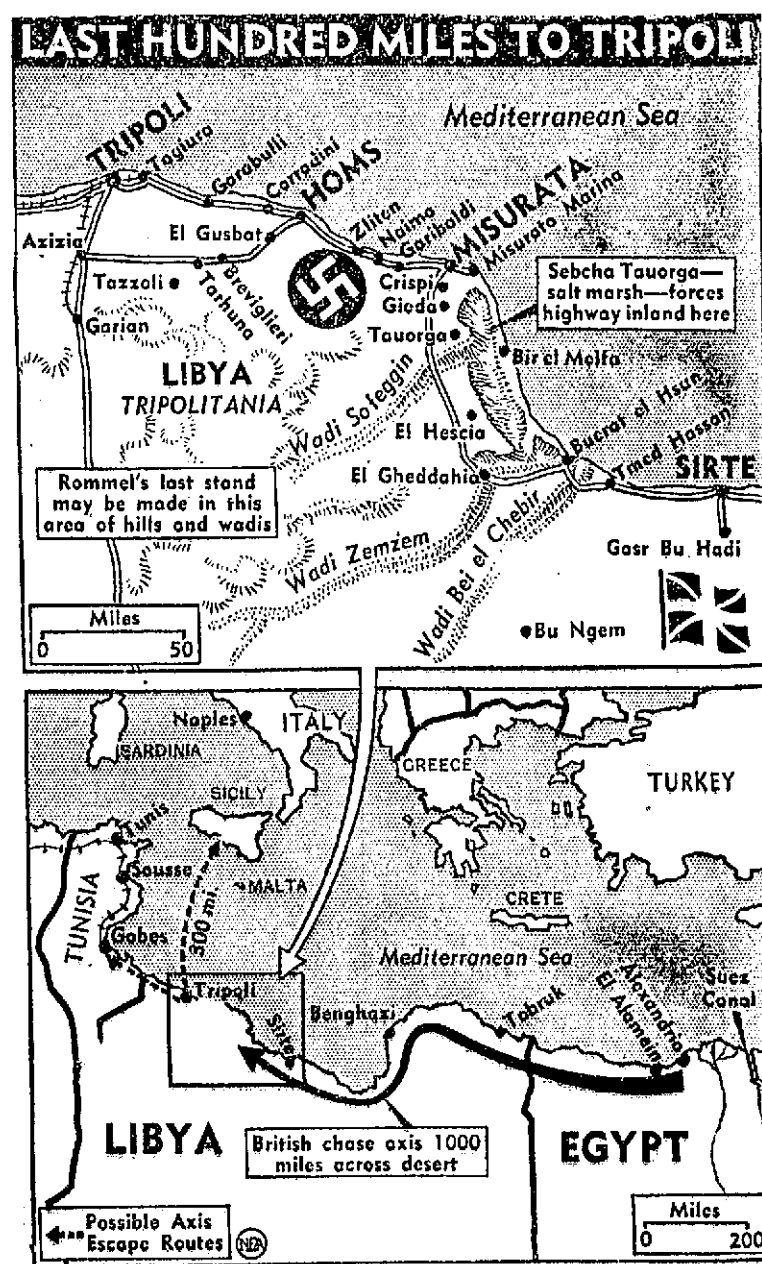 LAST HUNDRED MILES TO TRIPOLI
Mediterranean Sea
TRIPOLI
Tagiura
Garabulli
Corradini
HOMS
Zliten
Naima
Garibaldi
MISURATA
Misurata Marina
Azizia
El Gusbat
Tazzoli
Tarhuna
Breviglieri
Garian
Crispi
Gioda
Tauorga
Sebcha Tauorga—
salt marsh—forces
highway inland here
LIBYA
TRIPOLITANIA
Wadi Sofeggin
Bir el Melfa
El Hescia
Buerat el Hsun
Tmed Hassan
SIRTE
El Gheddahia
Rommel's last stand
may be made in this
area of hills and wadis
Wadi Zemzem
Wadi Bei el Chebir
Gasr Bu Hadi
Bu Ngem
Miles
0 50
Naples
ITALY
SARDINIA
SICILY
GREECE
TURKEY
Tunis
Sousse
TUNISIA
Gabes
MALTA
300 mi.
CRETE
Mediterranean Sea
Tripoli
Sirte
Benghazi
Tobruk
El Alamein
Alexandria
Suez
Canal
LIBYA
British chase axis 1000
miles across desert
EGYPT
Possible Axis
Escape Routes
NEA
Miles
0 200